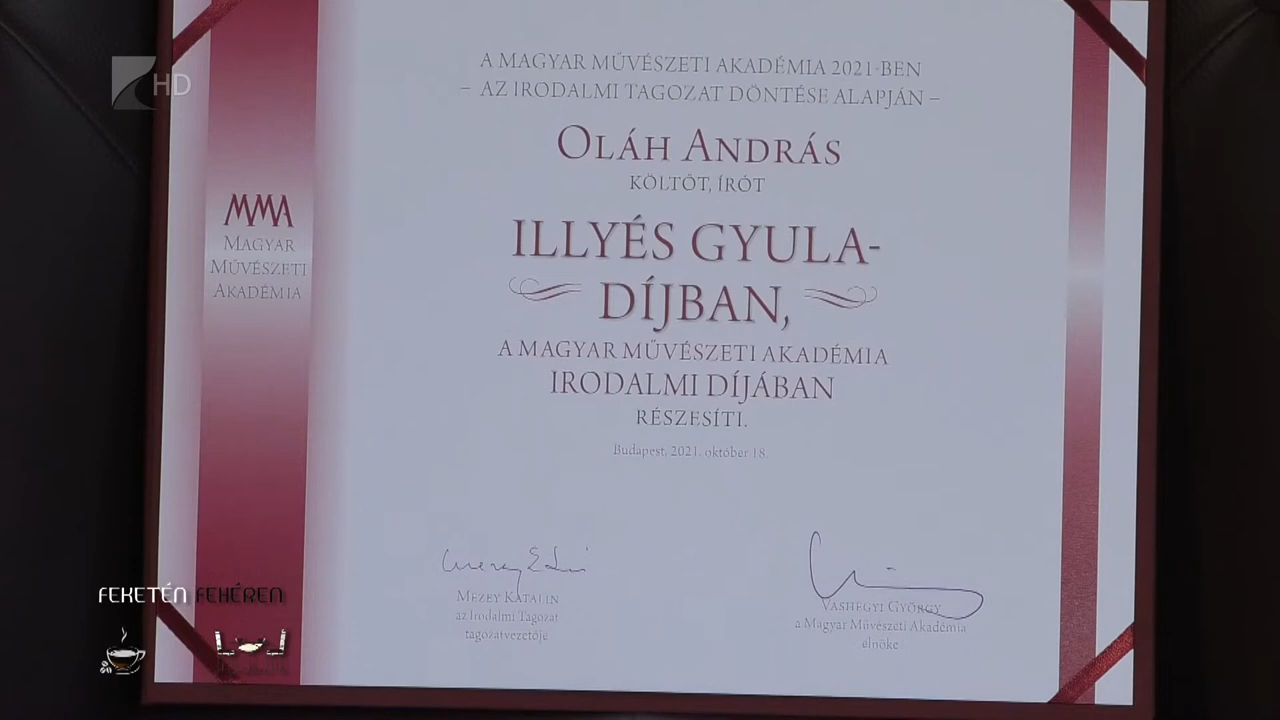 HD
A MAGYAR MŰVÉSZETI AKADÉMIA 2021-BEN
– AZ IRODALMI TAGOZAT DÖNTÉSE ALAPJÁN –
OLÁH ANDRÁS
KÖLTŐT, ÍRÓT
ILLYÉS GYULA-
DÍJBAN,
A MAGYAR MŰVÉSZETI AKADÉMIA
IRODALMI DÍJÁBAN
RÉSZESÍTI.
Budapest, 2021. október 18.
MMA
MAGYAR
MŰVÉSZETI
AKADÉMIA
MEZEY KATALIN
az Irodalmi Tagozat
tagozatvezetője
VASHEGYI GYÖRGY
a Magyar Művészeti Akadémia
elnöke
FEKETÉN FEHÉREN